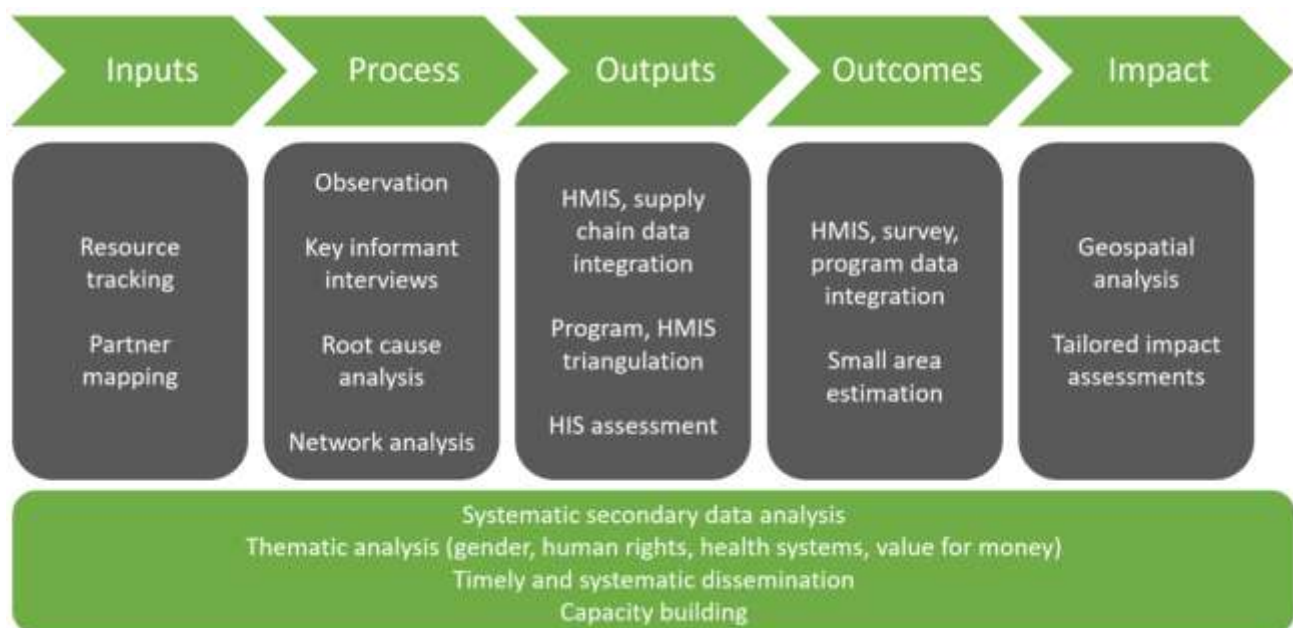 Inputs
Process
Outputs
Outcomes
Impact
Resource
tracking
Partner
mapping
Observation
Key informant
interviews
Root cause
analysis
Network analysis
HMIS, supply
chain data
integration
Program, HMIS
triangulation
HIS assessment
HMIS, survey,
program data
integration
Small area
estimation
Geospatial
analysis
Tailored impact
assessments
Systematic secondary data analysis
Thematic analysis (gender, human rights, health systems, value for money)
Timely and systematic dissemination
Capacity building